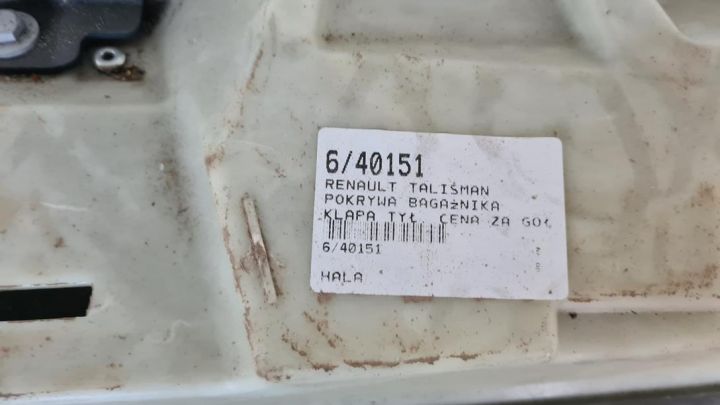 6/40151
RENAULT TALISMAN
POKRYWA BAGAŻNIKA
KLAPA TYŁ, CENA ZA GOŁ
6/40151
HALA